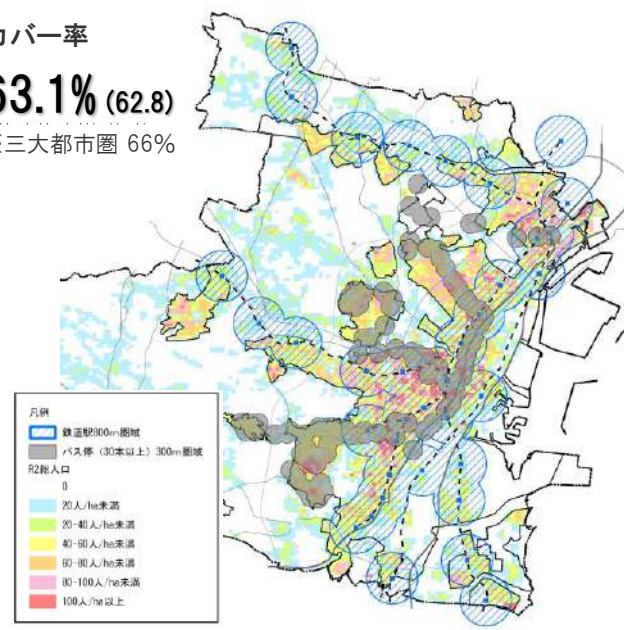 カバー率
63.1% (62.8)
三大都市圏 66%
凡例
鉄道駅800m圏域
バス停（30本以上）300m圏域
R2総人口
0
20人/ha未満
20-40人/ha未満
40-60人/ha未満
60-80人/ha未満
80-100人/ha未満
100人/ha以上